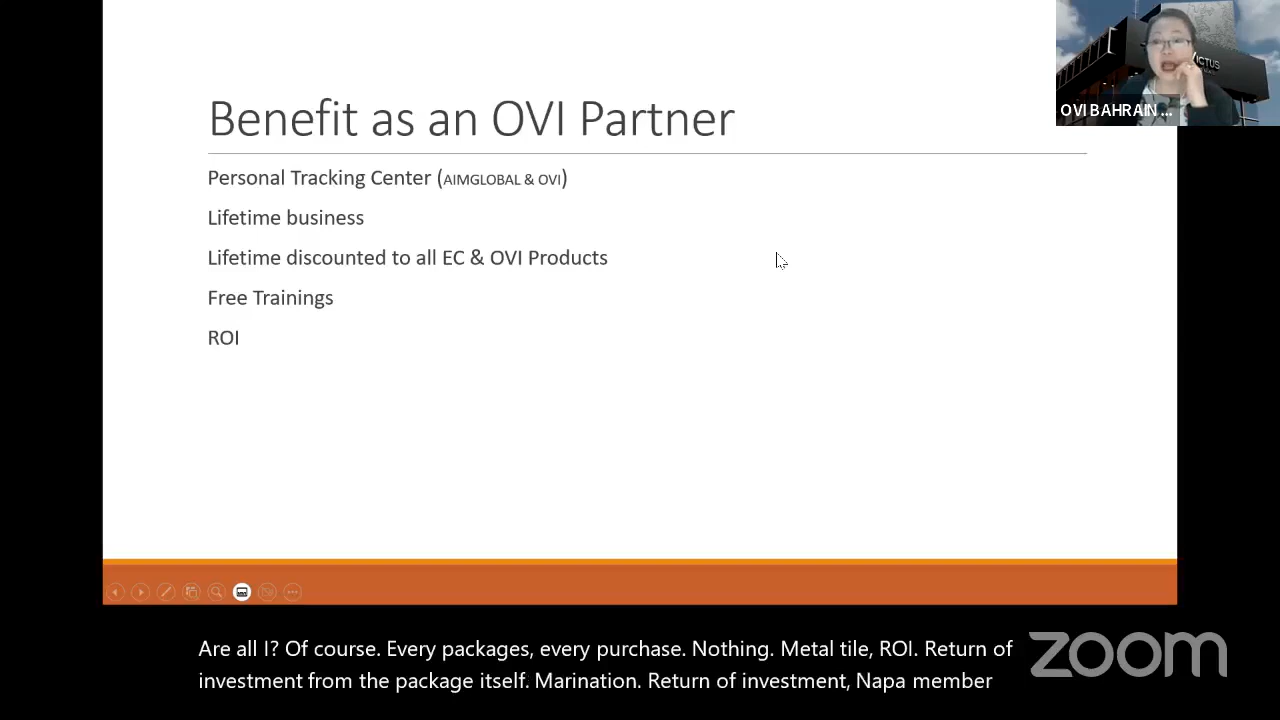 Benefit as an OVI Partner
Personal Tracking Center (AIMGLOBAL & OVI)
Lifetime business
Lifetime discounted to all EC & OVI Products
Free Trainings
ROI
OVI BAHRAIN ...
Are all I? Of course. Every packages, every purchase. Nothing. Metal tile, ROI. Return of
investment from the package itself. Marination. Return of investment, Napa member
zoom